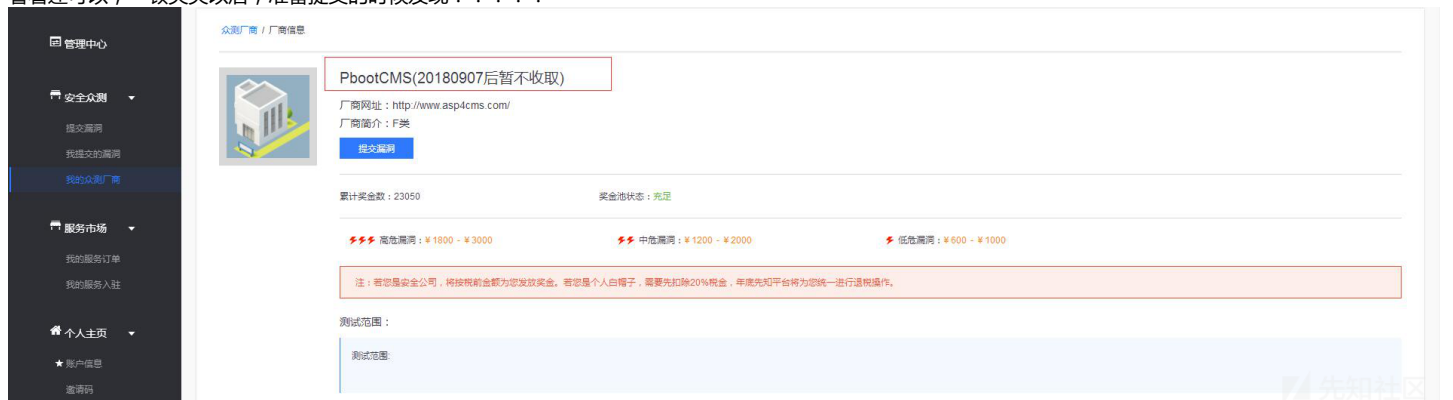 众测厂商 / 厂商信息
管理中心
安全众测
提交漏洞
我提交的漏洞
我的众测厂商
服务市场
我的服务订单
我的服务入驻
个人主页
账户信息
邀请码
PbootCMS(20180907后暂不收取)
厂商网址：http://www.asp4cms.com/
厂商简介：F类
提交漏洞
累计奖金数：23050
奖金池状态：充足
高危漏洞：¥1800 - ¥3000
中危漏洞：¥1200 - ¥2000
低危漏洞：¥600 - ¥1000
注：若您是安全公司，将按税前金额为您发放奖金。若您是个人白帽子，需要先扣除20%税金，年底先知平台将为您统一进行退税操作。
测试范围：
测试范围:
先知社区